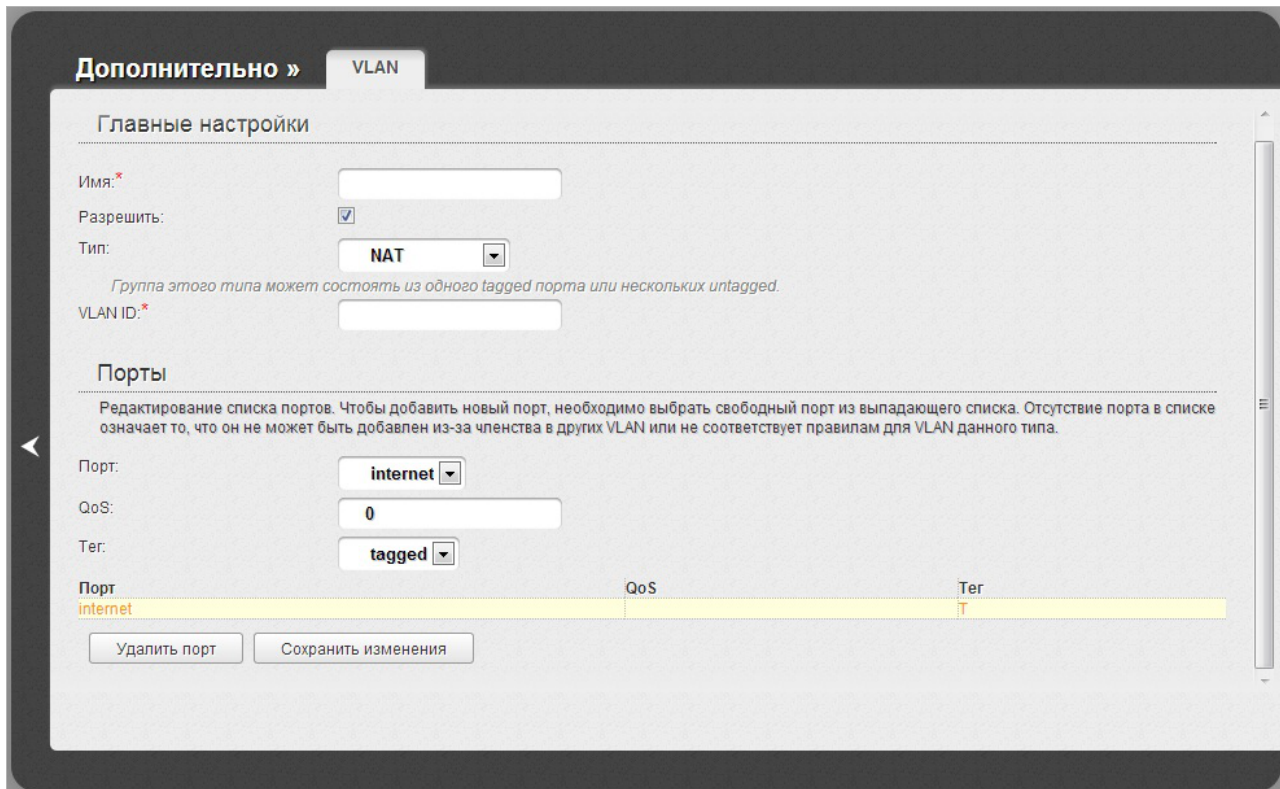 Дополнительно »
VLAN
Главные настройки
Имя:*
Разрешить:
Тип:
NAT
Группа этого типа может состоять из одного tagged порта или нескольких untagged.
VLAN ID:*
Порты
Редактирование списка портов. Чтобы добавить новый порт, необходимо выбрать свободный порт из выпадающего списка. Отсутствие порта в списке
означает то, что он не может быть добавлен из-за членства в других VLAN или не соответствует правилам для VLAN данного типа.
Порт:
internet
QoS:
0
Тег:
tagged
Порт QoS Тег
internet T
Удалить порт Сохранить изменения